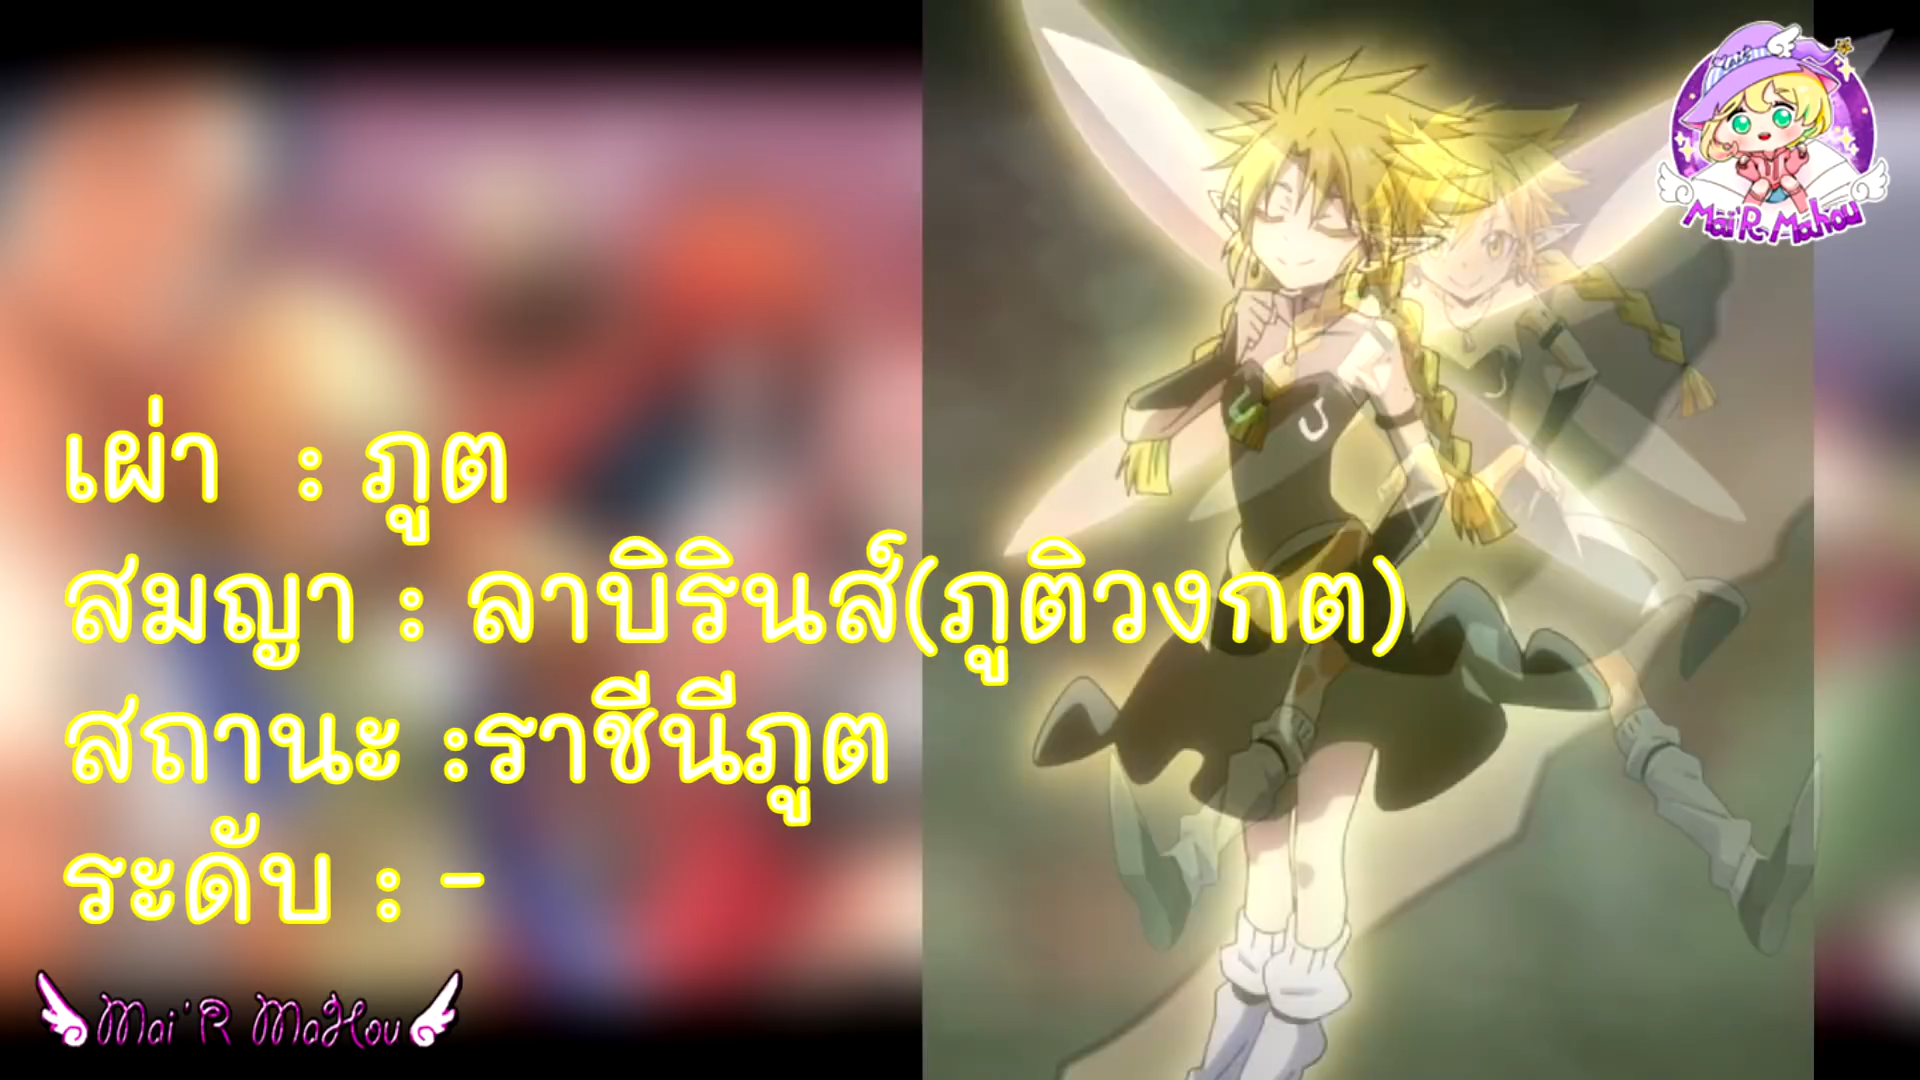 เผ่า : ภูต
สมญา : ลาบิรินส์(ภูติวงกต)
สถานะ :ราชีนีภูต
ระดับ : -
Mai'R MaHou
Mai'R Mahou